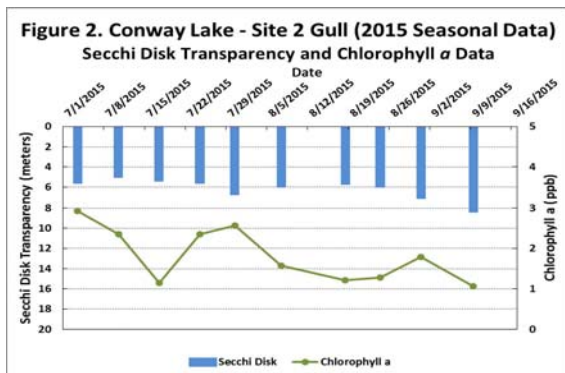 Figure 2. Conway Lake - Site 2 Gull (2015 Seasonal Data)
Secchi Disk Transparency and Chlorophyll a Data
Date
7/1/2015 7/8/2015 7/15/2015 7/22/2015 7/29/2015 8/5/2015 8/12/2015 8/19/2015 8/26/2015 9/2/2015 9/9/2015 9/16/2015
Secchi Disk Transparency (meters)
0
2
4
6
8
10
12
14
16
18
20
5
4
3
2
1
0
Chlorophyll a (ppb)
Secchi Disk Chlorophyll a